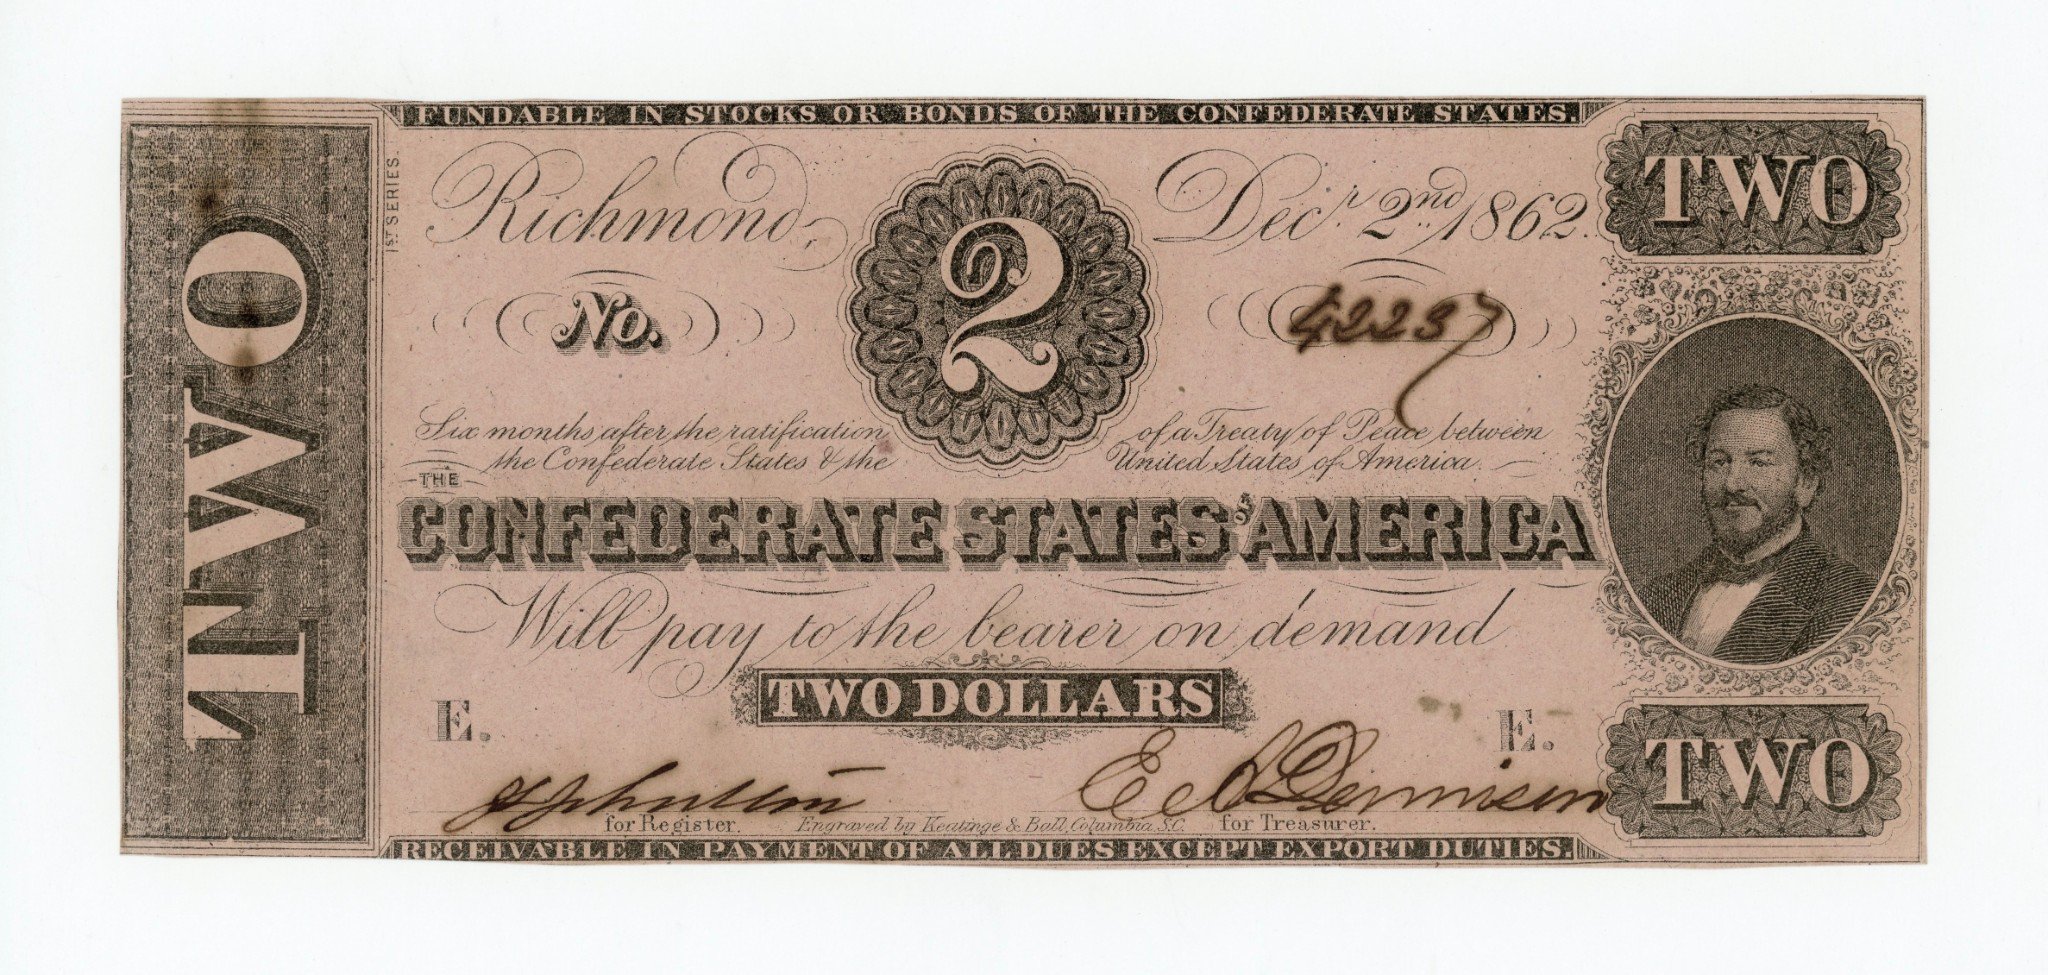 FUNDABLE IN STOCKS OR BONDS OF THE CONFEDERATE STATES.
TWO
1ST SERIES.
Richmond, Decr. 2nd 1862.
2
TWO
No. 42237
Six months after the ratification of a Treaty of Peace between
the Confederate States & the United States of America.
THE
CONFEDERATE STATES OF AMERICA
Will pay to the bearer on demand
TWO DOLLARS
E. E.
E Dennison
for Register. Engraved by Keatinge & Ball, Columbia, S.C. for Treasurer.
TWO
RECEIVABLE IN PAYMENT OF ALL DUES EXCEPT EXPORT DUTIES.